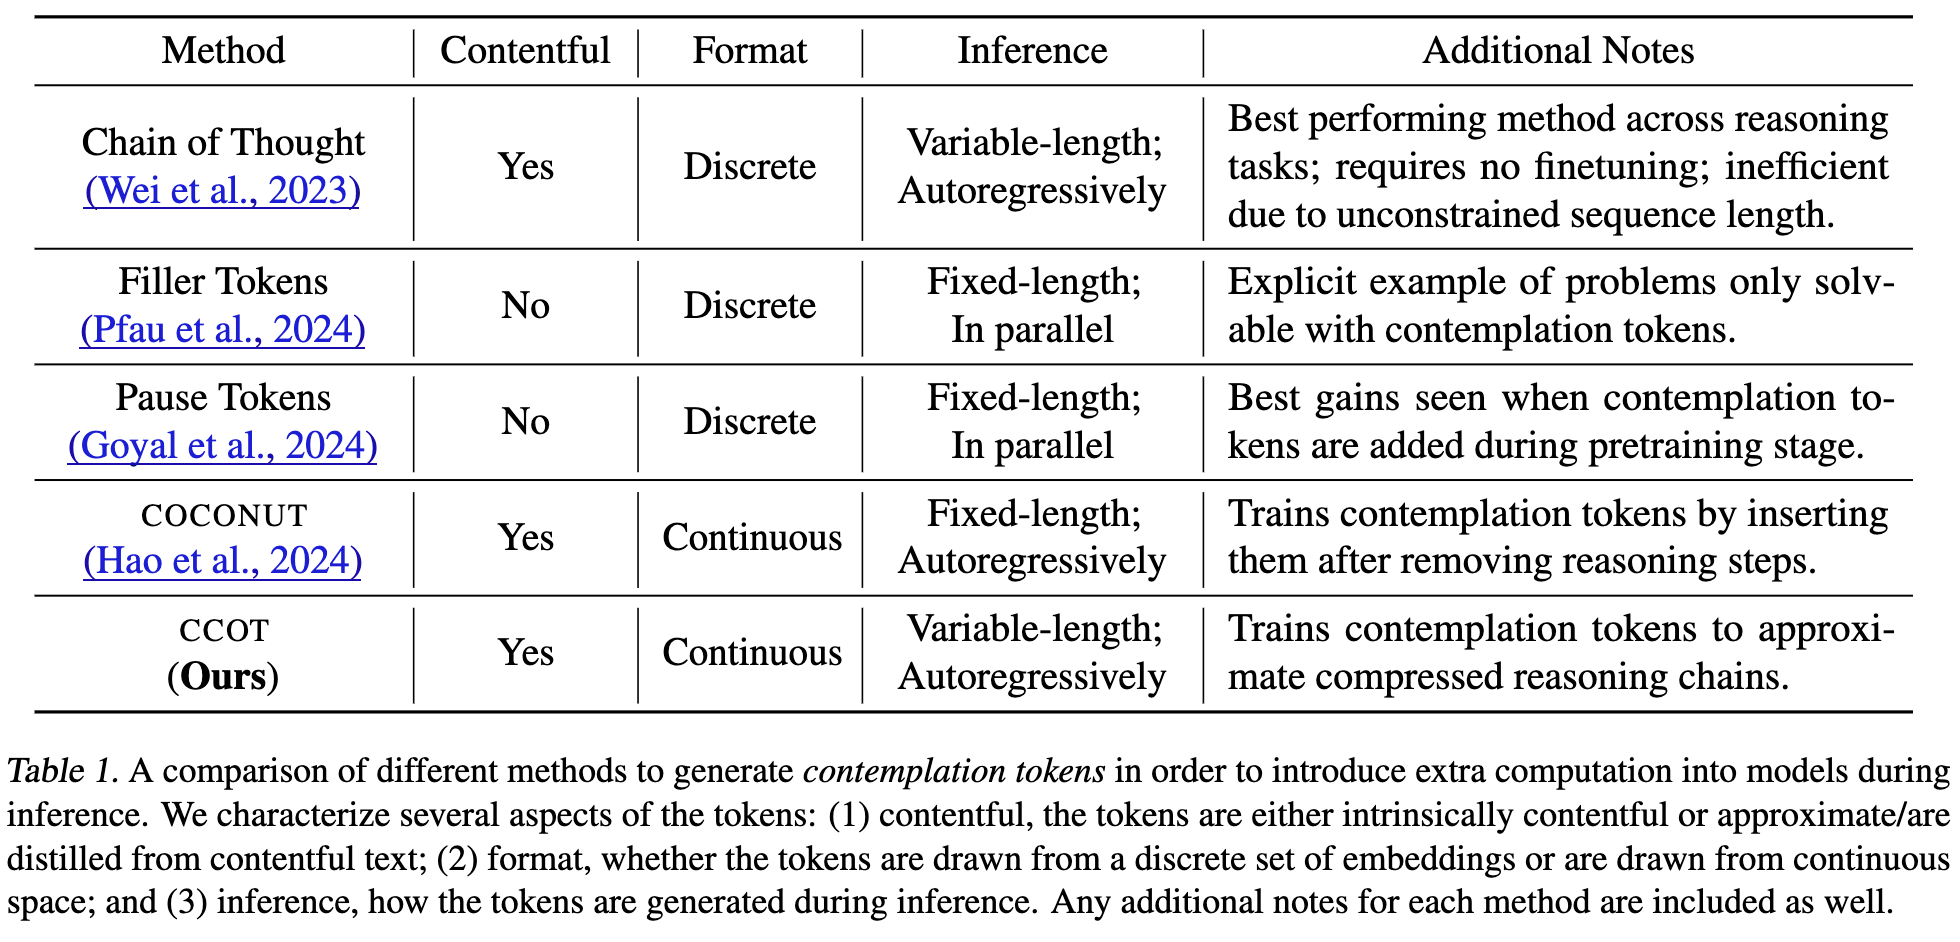 Method Contentful Format Inference Additional Notes
Chain of Thought
(Wei et al., 2023)
Yes
Discrete
Variable-length;
Autoregressively
Best performing method across reasoning
tasks; requires no finetuning; inefficient
due to unconstrained sequence length.
Filler Tokens
(Pfau et al., 2024)
No
Discrete
Fixed-length;
In parallel
Explicit example of problems only solv-
able with contemplation tokens.
Pause Tokens
(Goyal et al., 2024)
No
Discrete
Fixed-length;
In parallel
Best gains seen when contemplation to-
kens are added during pretraining stage.
COCONUT
(Hao et al., 2024)
Yes
Continuous
Fixed-length;
Autoregressively
Trains contemplation tokens by inserting
them after removing reasoning steps.
CCOT
(Ours)
Yes
Continuous
Variable-length;
Autoregressively
Trains contemplation tokens to approxi-
mate compressed reasoning chains.
Table 1. A comparison of different methods to generate contemplation tokens in order to introduce extra computation into models during
inference. We characterize several aspects of the tokens: (1) contentful, the tokens are either intrinsically contentful or approximate/are
distilled from contentful text; (2) format, whether the tokens are drawn from a discrete set of embeddings or are drawn from continuous
space; and (3) inference, how the tokens are generated during inference. Any additional notes for each method are included as well.